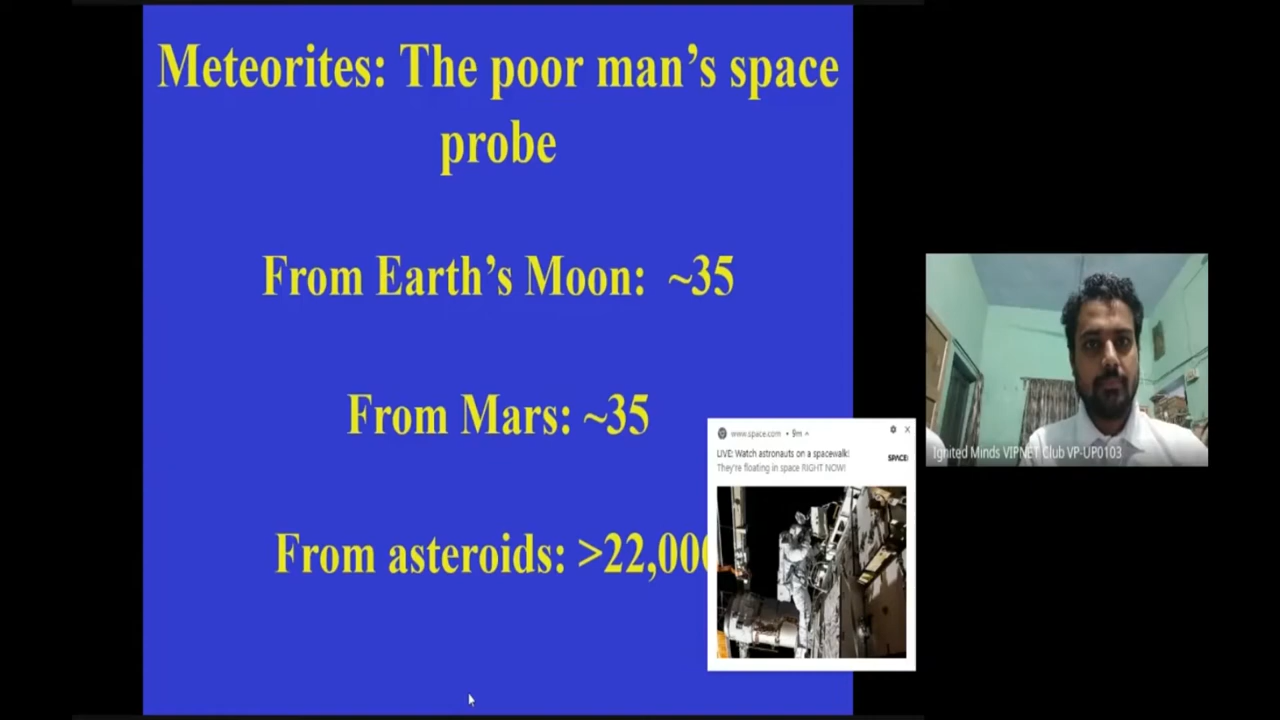 Meteorites: The poor man's space
probe
From Earth's Moon: ~35
From Mars: ~35
From asteroids: >22,000
www.space.com • 9m
LIVE: Watch astronauts on a spacewalk!
They're floating in space RIGHT NOW!
SPACE
Ignited Minds VIPNET Club VP-UP0103